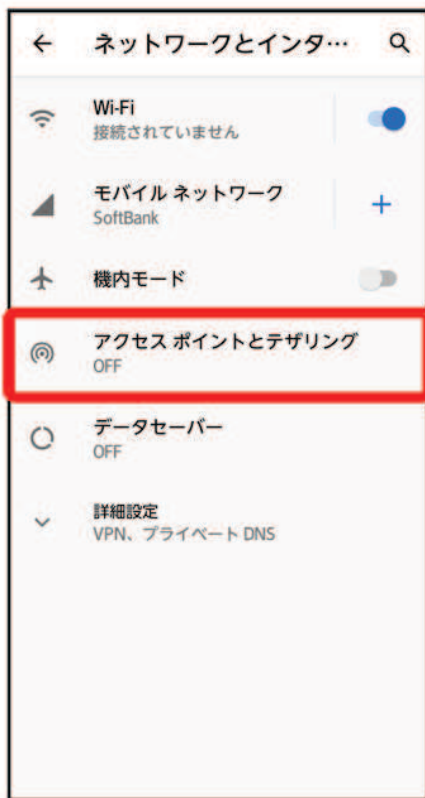 ネットワークとインタ…
Wi-Fi
接続されていません
モバイル ネットワーク
SoftBank
機内モード
アクセス ポイントとテザリング
OFF
データセーバー
OFF
詳細設定
VPN、プライベート DNS